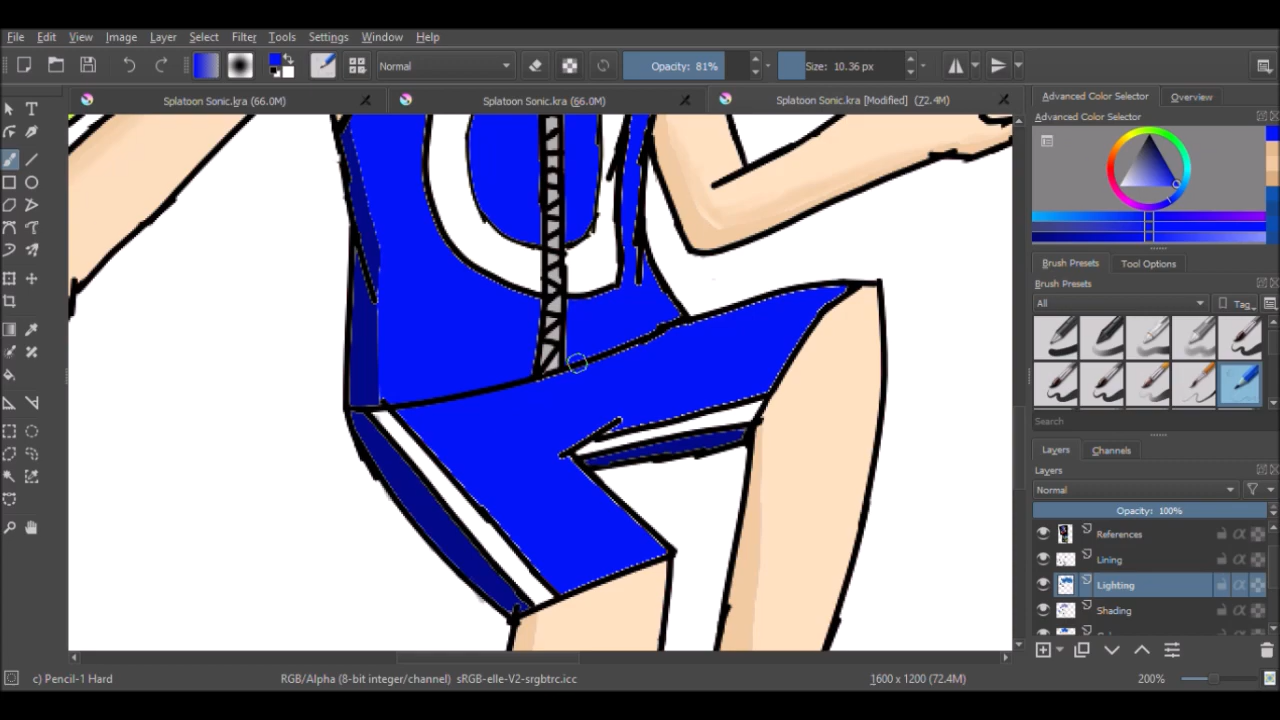 File Edit View Image Layer Select Filter Tools Settings Window Help
Normal Opacity: 81% Size: 10.36 px
Splatoon Sonic.kra (66.0M) Splatoon Sonic.kra (66.0M) Splatoon Sonic.kra [Modified] (72.4M)
Advanced Color Selector Overview
Advanced Color Selector
Brush Presets Tool Options
Brush Presets
All Tag
Search
Layers Channels
Layers
Normal
Opacity: 100%
References
Lining
Lighting
Shading
c) Pencil-1 Hard RGB/Alpha (8-bit integer/channel) sRGB-elle-V2-srgbtrc.icc 1600 x 1200 (72.4M) 200%